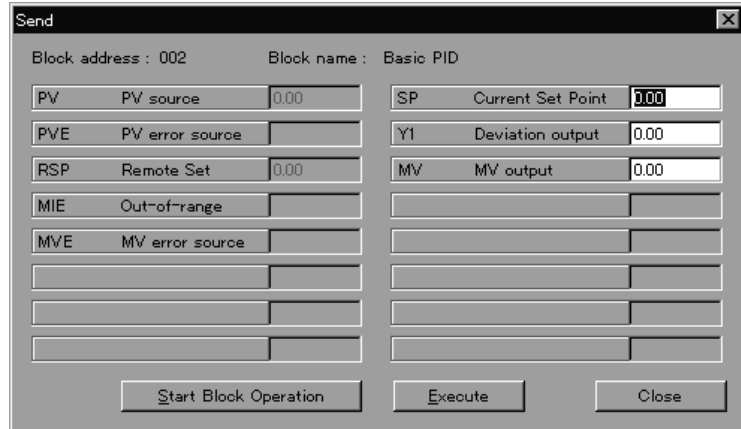 Send
Block address : 002 Block name : Basic PID
PV PV source 0.00 SP Current Set Point 0.00
PVE PV error source Y1 Deviation output 0.00
RSP Remote Set 0.00 MV MV output 0.00
MIE Out-of-range
MVE MV error source
Start Block Operation Execute Close